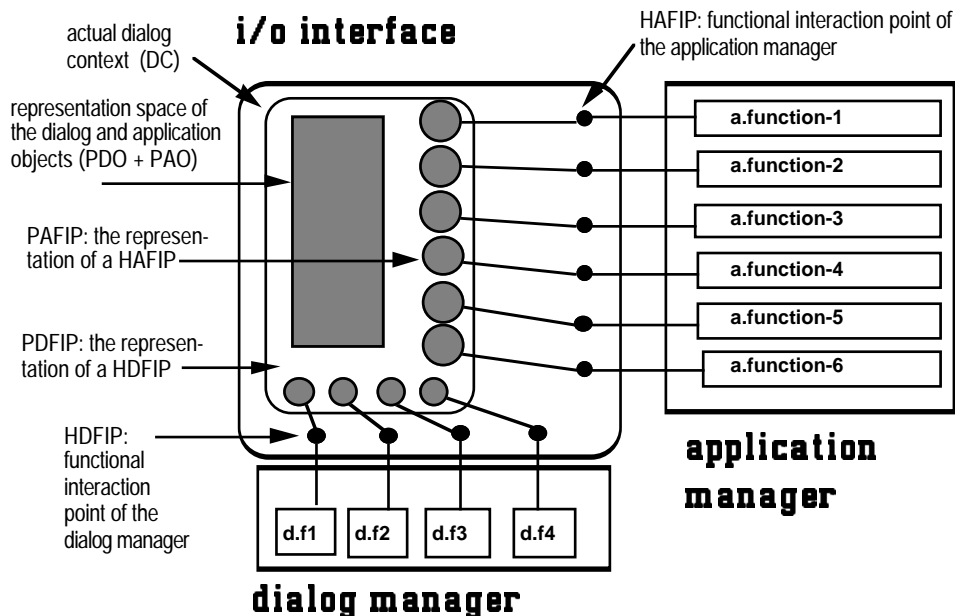 i/o interface
actual dialog
context (DC)
HAFIP: functional interaction point of
the application manager
representation space of
the dialog and application
objects (PDO + PAO)
a.function-1
a.function-2
a.function-3
PAFIP: the represen-
tation of a HAFIP
a.function-4
a.function-5
PDFIP: the represen-
tation of a HDFIP
a.function-6
HDFIP:
functional
interaction
point of the
dialog manager
application
manager
d.f1
d.f2
d.f3
d.f4
dialog manager